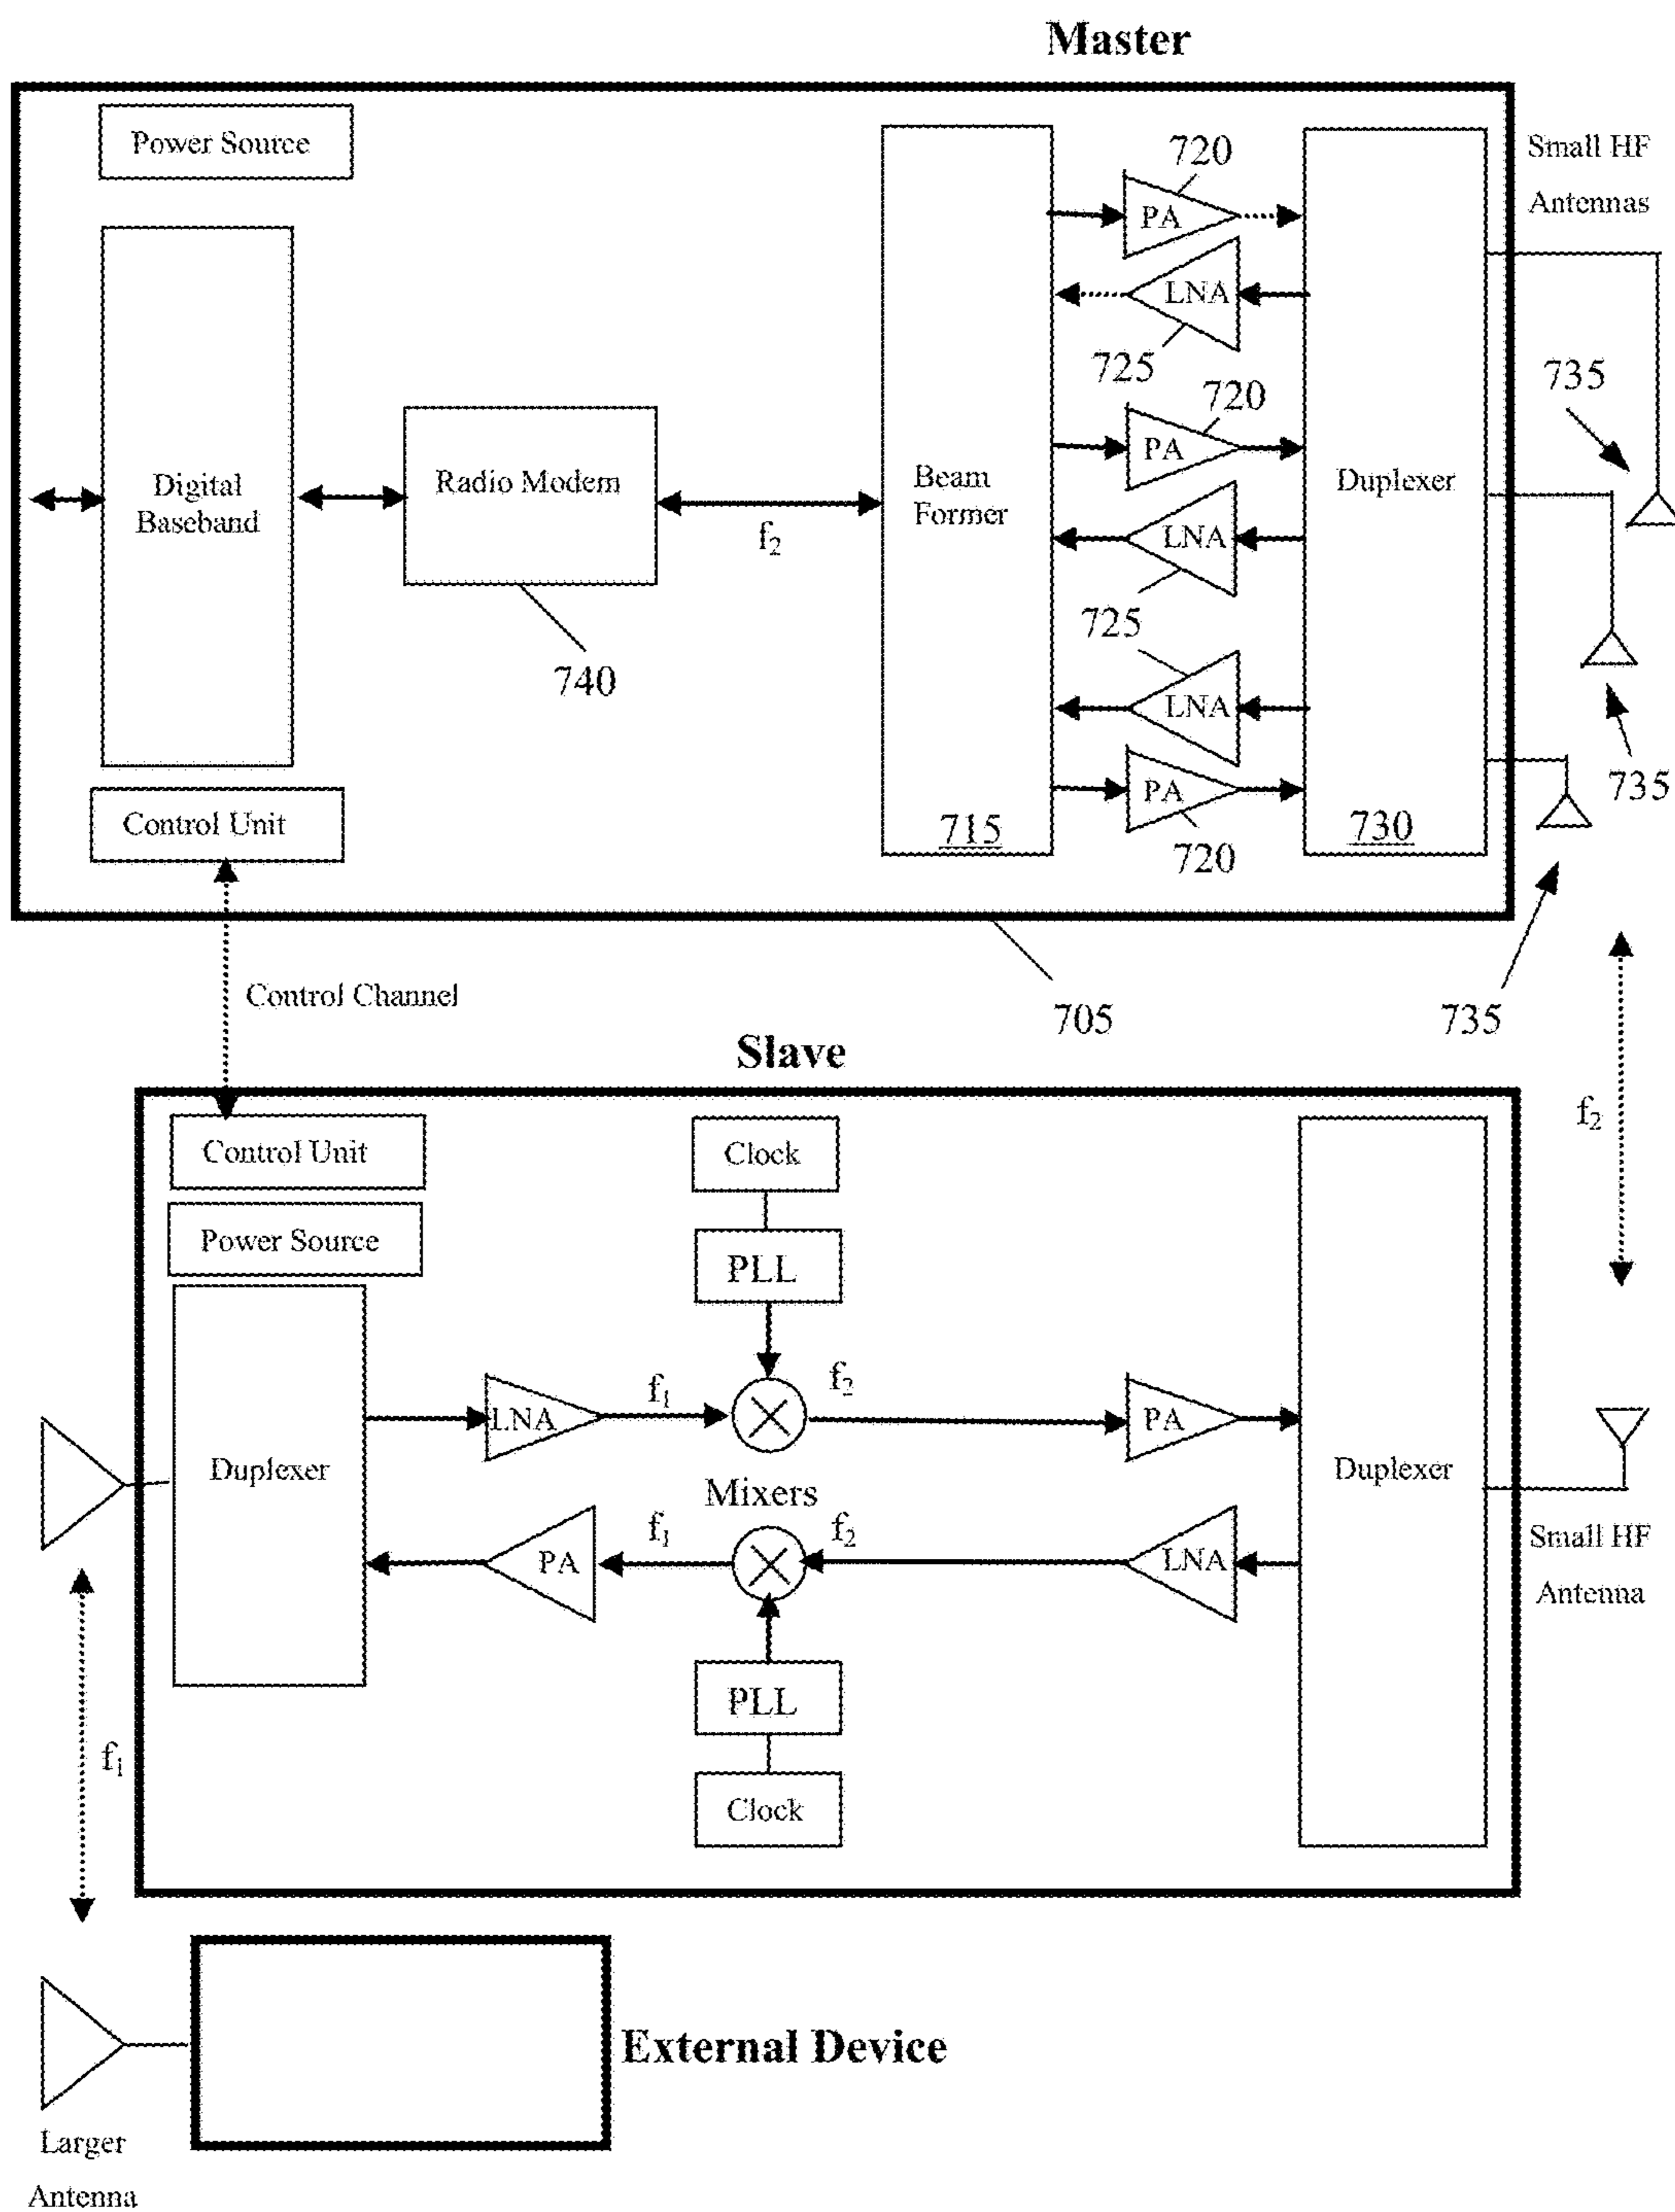 Master
Power Source
Small HF
Antennas
720
PA
LNA
725
735
720
PA
Digital
Baseband
Radio Modem
f2
Beam
Former
Duplexer
LNA
725
740
LNA
735
Control Unit
PA
715
720
730
Control Channel
705
735
Slave
f2
Control Unit
Clock
Power Source
PLL
f1
f2
LNA
PA
Duplexer
Duplexer
Mixers
f1
f2
PA
LNA
Small HF
Antenna
PLL
f1
Clock
External Device
Larger
Antenna